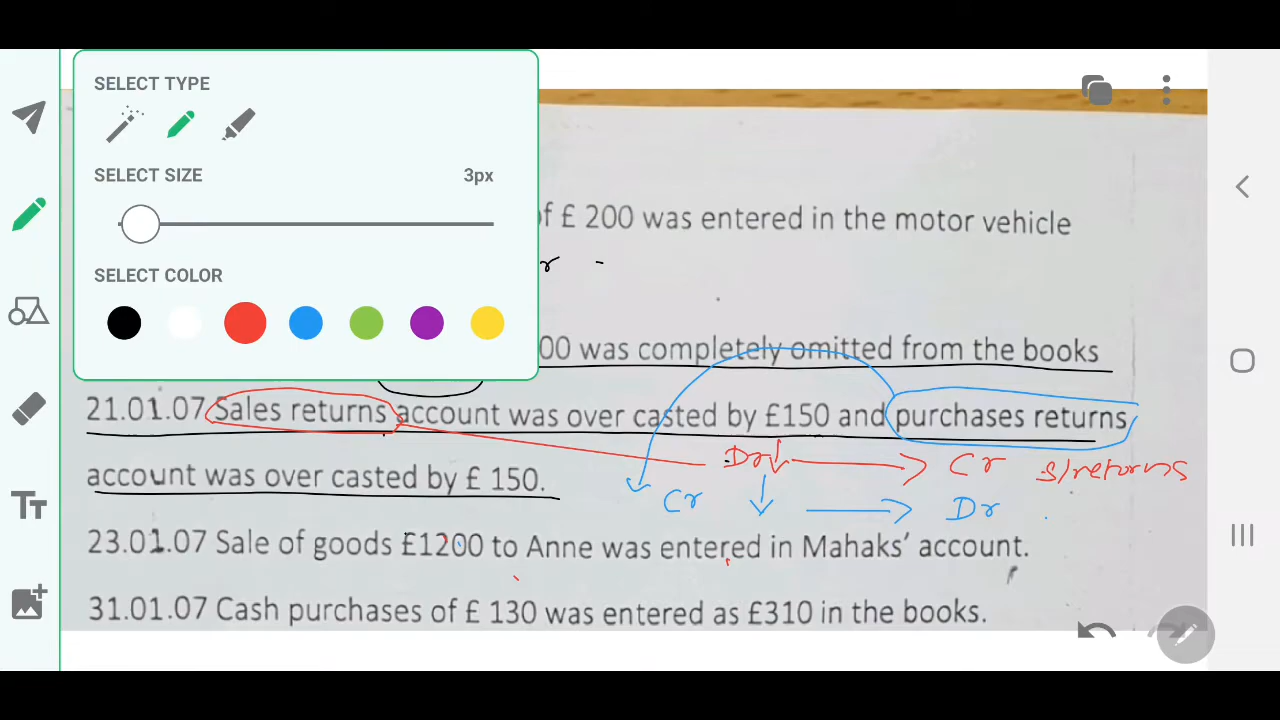 SELECT TYPE
SELECT SIZE 3px
SELECT COLOR
of £ 200 was entered in the motor vehicle
r -
00 was completely omitted from the books
21.01.07 Sales returns account was over casted by £150 and purchases returns
Dr Cr S/returns
account was over casted by £ 150.
Cr Dr
23.01.07 Sale of goods £1200 to Anne was entered in Mahaks' account.
31.01.07 Cash purchases of £ 130 was entered as £310 in the books.
TT